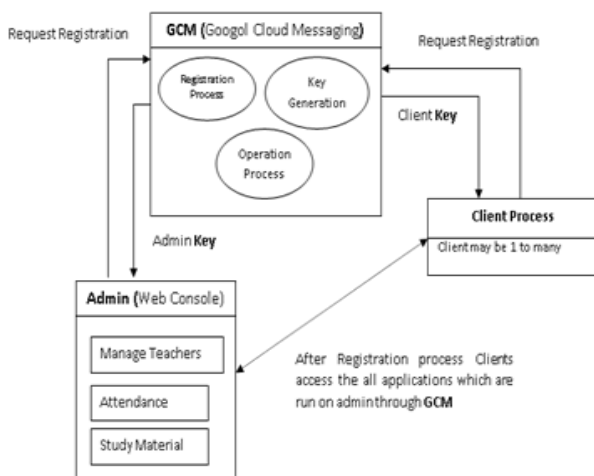 GCM (Googol Cloud Messaging)
Request Registration
Request Registration
Registration
Process
Key
Generation
Operation
Process
Client Key
Admin Key
Client Process
Client may be 1 to many
Admin (Web Console)
Manage Teachers
Attendance
Study Material
After Registration process Clients
access the all applications which are
run on admin through GCM